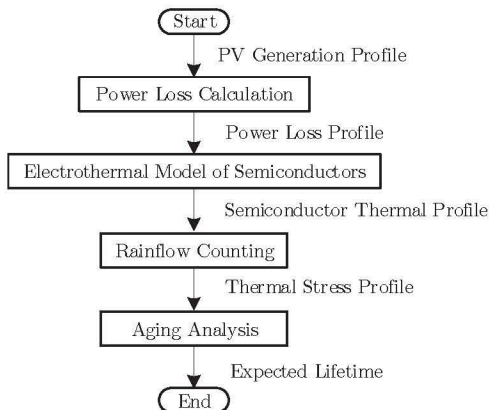 Start
PV Generation Profile
Power Loss Calculation
Power Loss Profile
Electrothermal Model of Semiconductors
Semiconductor Thermal Profile
Rainflow Counting
Thermal Stress Profile
Aging Analysis
Expected Lifetime
End